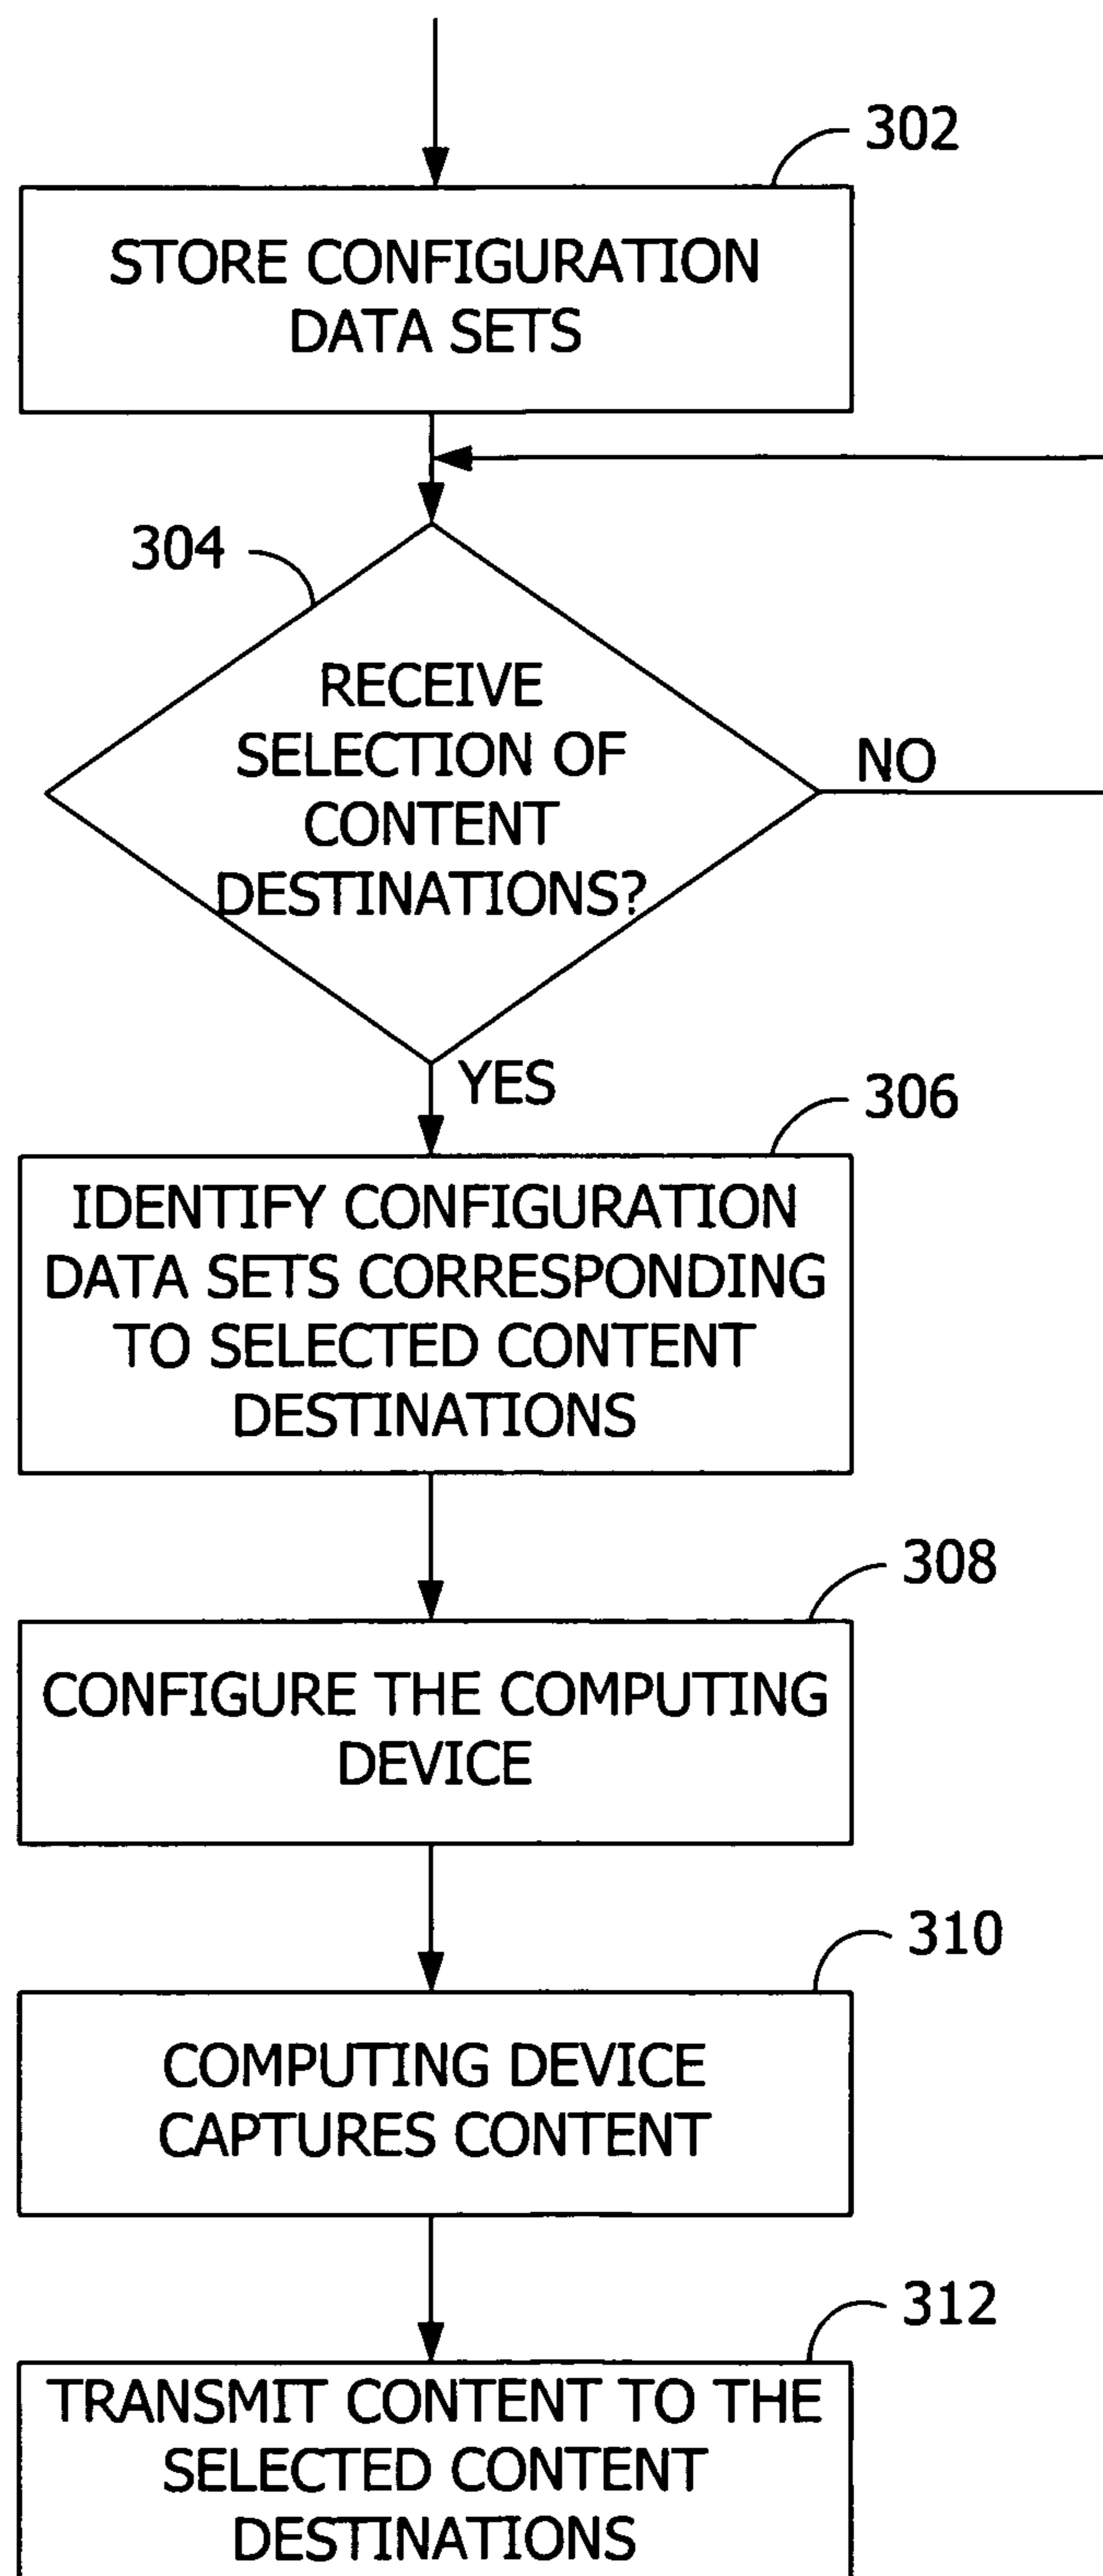 302
STORE CONFIGURATION
DATA SETS
304
RECEIVE
SELECTION OF
CONTENT
DESTINATIONS?
NO
YES
306
IDENTIFY CONFIGURATION
DATA SETS CORRESPONDING
TO SELECTED CONTENT
DESTINATIONS
308
CONFIGURE THE COMPUTING
DEVICE
310
COMPUTING DEVICE
CAPTURES CONTENT
312
TRANSMIT CONTENT TO THE
SELECTED CONTENT
DESTINATIONS